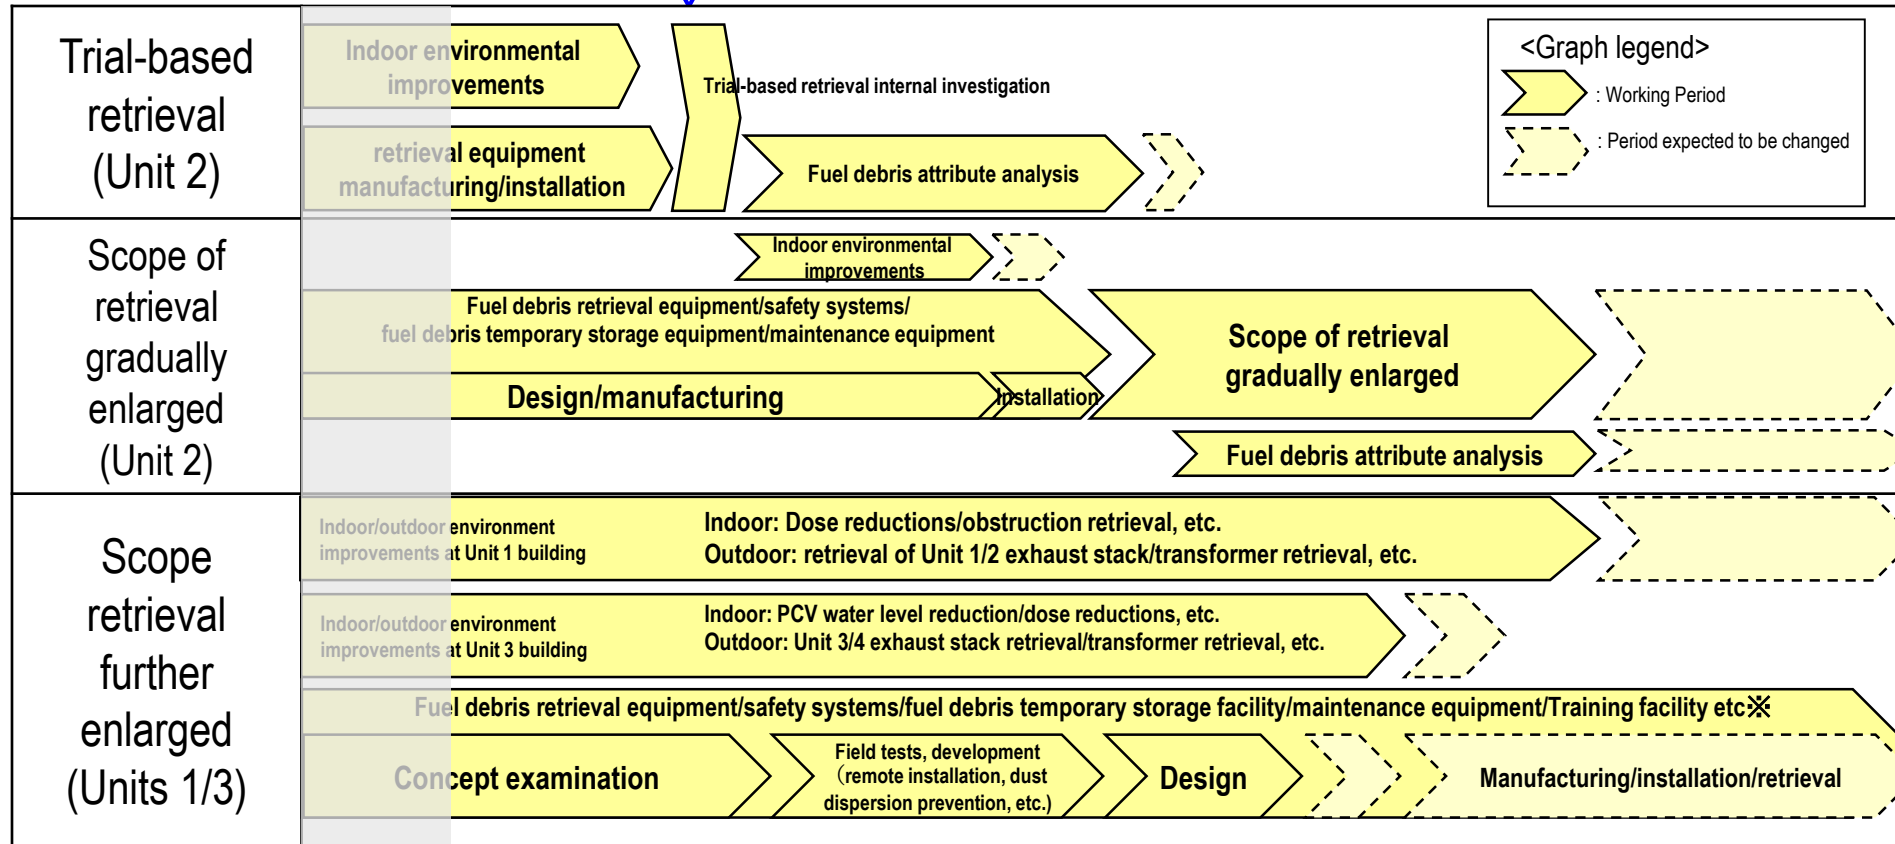 Trial-based
retrieval
(Unit 2)
Indoor environmental
improvements
retrieval equipment
manufacturing/installation
Trial-based retrieval internal investigation
Fuel debris attribute analysis
<Graph legend>
: Working Period
: Period expected to be changed
Scope of
retrieval
gradually
enlarged
(Unit 2)
Indoor environmental
improvements
Fuel debris retrieval equipment/safety systems/
fuel debris temporary storage equipment/maintenance equipment
Design/manufacturing
Installation
Scope of retrieval
gradually enlarged
Fuel debris attribute analysis
Scope
retrieval
further
enlarged
(Units 1/3)
Indoor/outdoor environment
improvements at Unit 1 building
Indoor: Dose reductions/obstruction retrieval, etc.
Outdoor: retrieval of Unit 1/2 exhaust stack/transformer retrieval, etc.
Indoor/outdoor environment
improvements at Unit 3 building
Indoor: PCV water level reduction/dose reductions, etc.
Outdoor: Unit 3/4 exhaust stack retrieval/transformer retrieval, etc.
Fuel debris retrieval equipment/safety systems/fuel debris temporary storage facility/maintenance equipment/Training facility etc※
Concept examination
Field tests, development
（remote installation, dust
dispersion prevention, etc.)
Design
Manufacturing/installation/retrieval